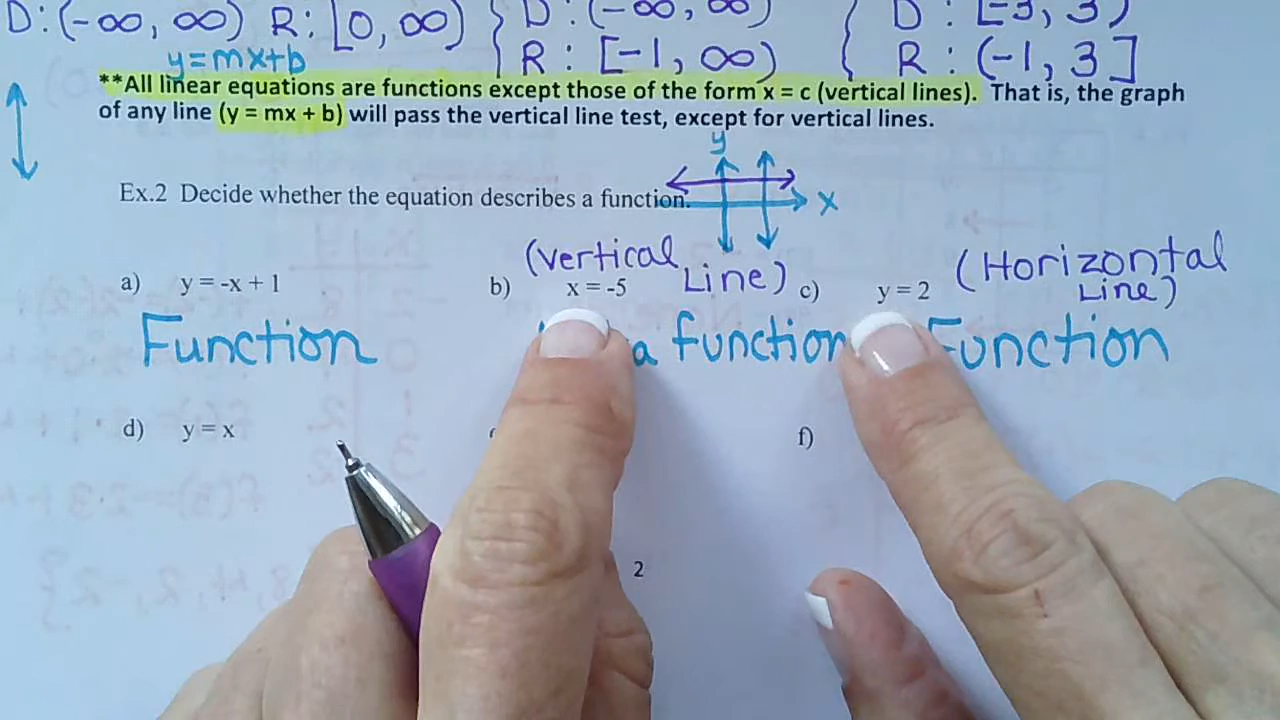 D: (-∞, ∞) R: [0, ∞) { D: (-∞, ∞) { D: [-3, 3)
y=mx+b { R: [-1, ∞) { R: (-1, 3]
**All linear equations are functions except those of the form x = c (vertical lines). That is, the graph
of any line (y = mx + b) will pass the vertical line test, except for vertical lines.
y
Ex.2 Decide whether the equation describes a function.
x
a) y = -x + 1
b) x = -5 (vertical Line)
c) y = 2 (Horizontal Line)
Function
a function
Function
d) y = x
f)
2